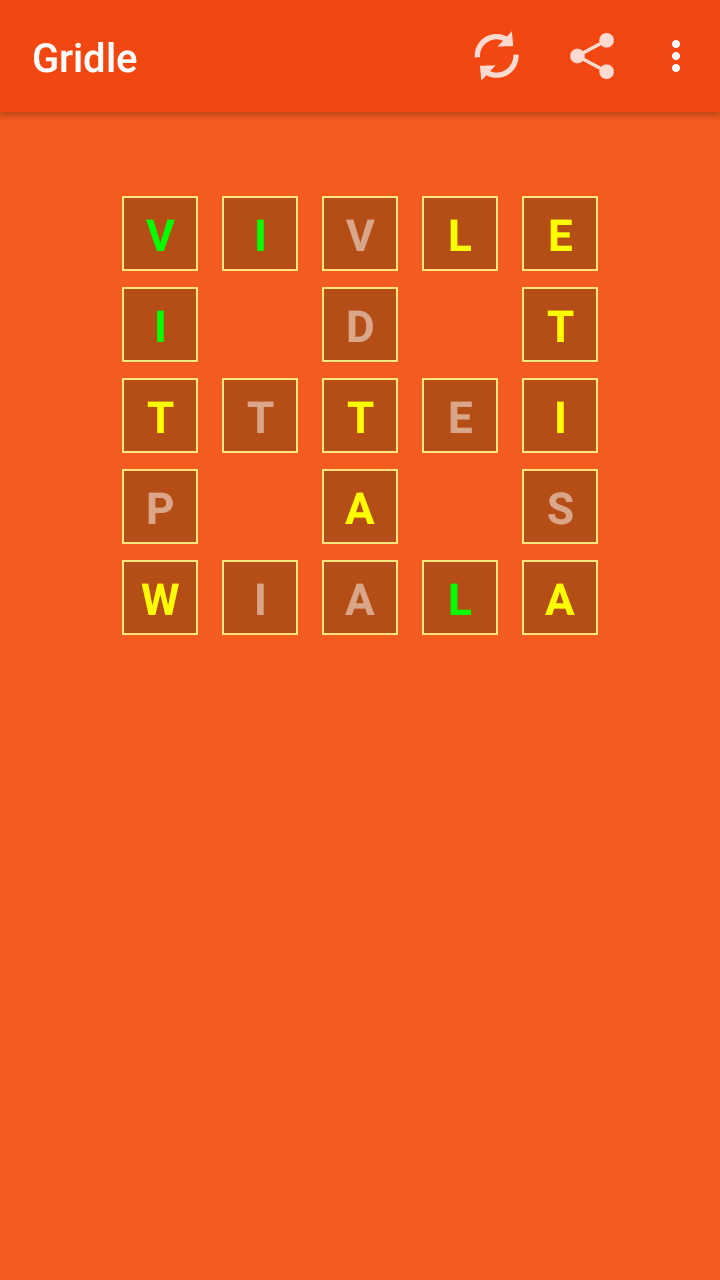 Gridle
V I V L E
I D T
T T T E I
P A S
W I A L A